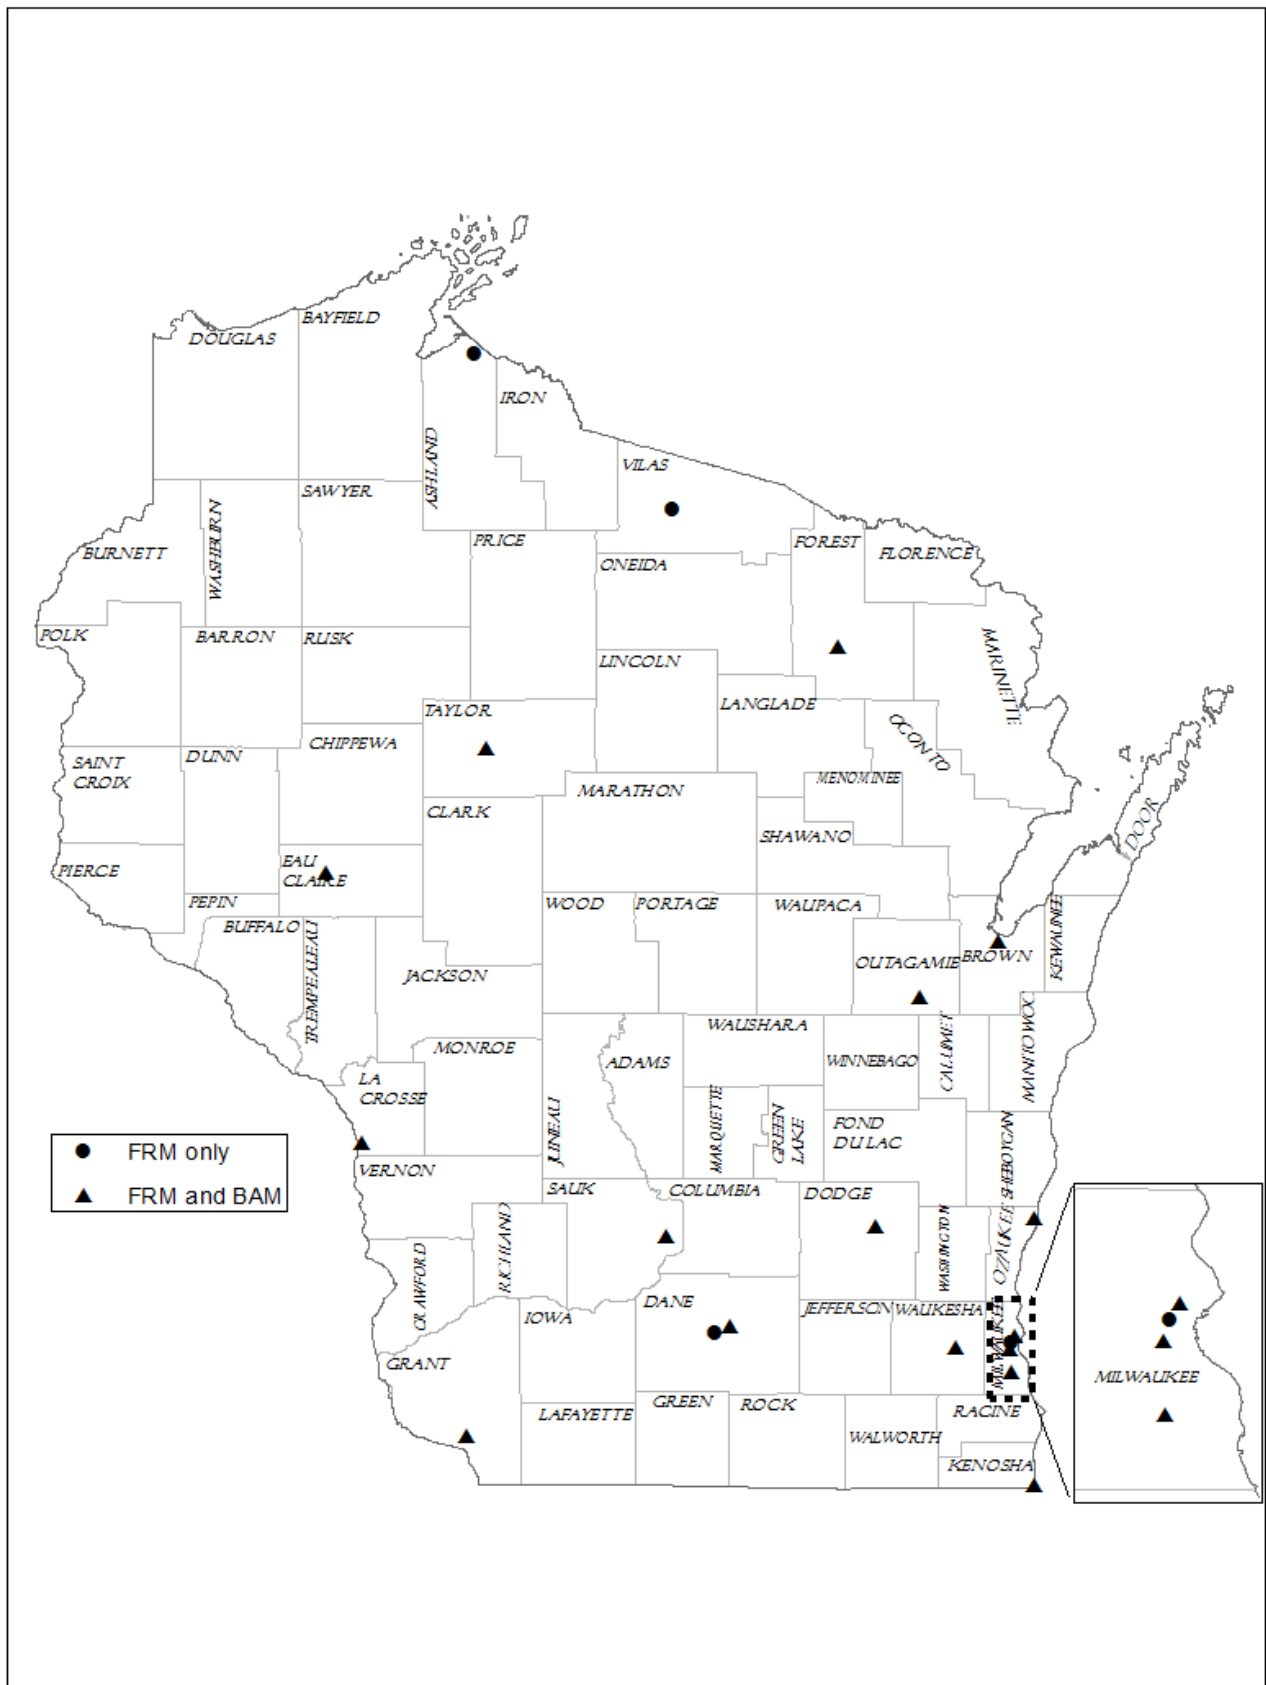 BAYFIELD
DOUGLAS
IRON
ASHLAND
VILAS
SAWYER
WASHBURN
PRICE
BURNETT
FOREST
FLORENCE
ONEIDA
POLK
BARRON
RUSK
LINCOLN
MARINETTE
LANGLADE
TAYLOR
OCONTO
CHIPPEWA
DUNN
SAINT
CROIX
MENOMINEE
MARATHON
CLARK
DOOR
SHAWANO
EAU
CLAIRE
PIERCE
PEPIN
WOOD
PORTAGE
WAUPACA
BUFFALO
TREMPEALEAU
KEWAUNEE
BROWN
OUTAGAMIE
JACKSON
WAUSHARA
MANITOWOC
CALUMET
MONROE
ADAMS
WINNEBAGO
LA
CROSSE
JUNEAU
MARQUETTE
GREEN
LAKE
FOND
DU LAC
SHEBOYGAN
FRM only
FRM and BAM
VERNON
SAUK
COLUMBIA
DODGE
WASHINGTON
OZAUKEE
RICHLAND
CRAWFORD
DANE
IOWA
JEFFERSON
WAUKESHA
MILWAUKEE
GRANT
MILWAUKEE
LAFAYETTE
GREEN
ROCK
RACINE
WALWORTH
KENOSHA